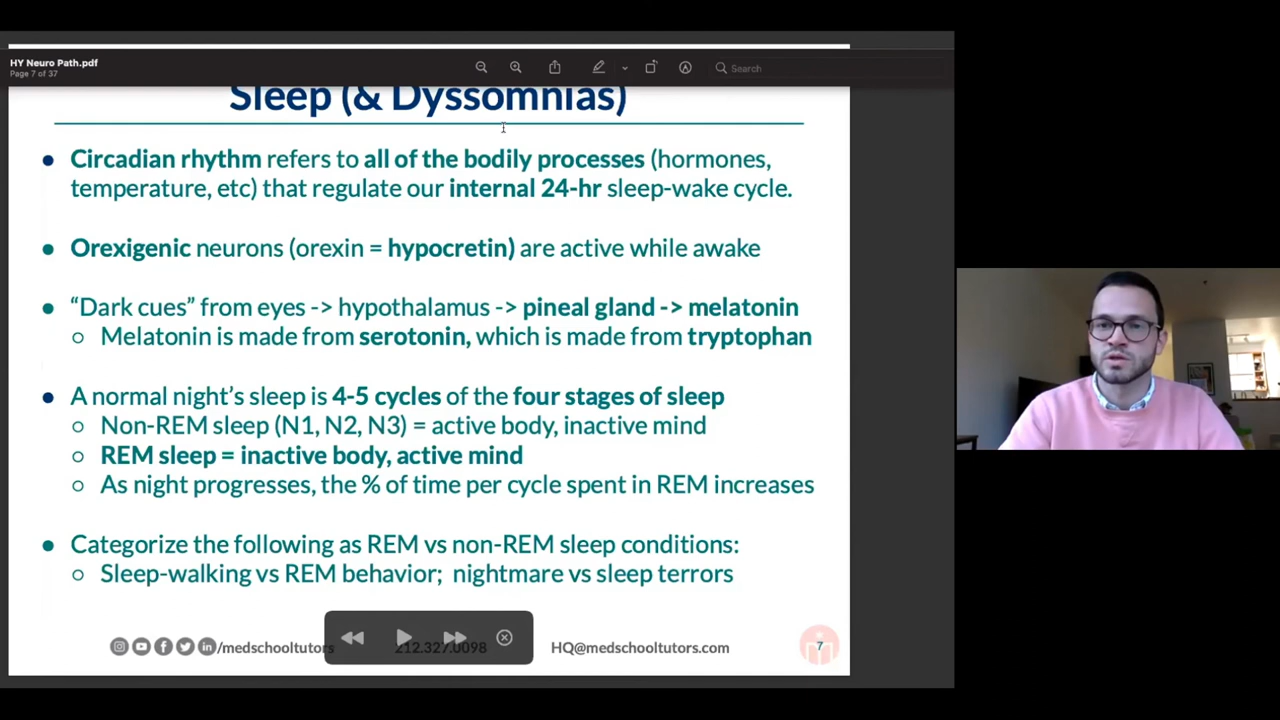 HY Neuro Path.pdf
Page 7 of 37
Search
Sleep (& Dyssomnias)
● Circadian rhythm refers to all of the bodily processes (hormones,
temperature, etc) that regulate our internal 24-hr sleep-wake cycle.
● Orexigenic neurons (orexin = hypocretin) are active while awake
● “Dark cues” from eyes -> hypothalamus -> pineal gland -> melatonin
○ Melatonin is made from serotonin, which is made from tryptophan
● A normal night’s sleep is 4-5 cycles of the four stages of sleep
○ Non-REM sleep (N1, N2, N3) = active body, inactive mind
○ REM sleep = inactive body, active mind
○ As night progresses, the % of time per cycle spent in REM increases
● Categorize the following as REM vs non-REM sleep conditions:
○ Sleep-walking vs REM behavior; nightmare vs sleep terrors
/medschooltutors 212.327.0098 HQ@medschooltutors.com 7